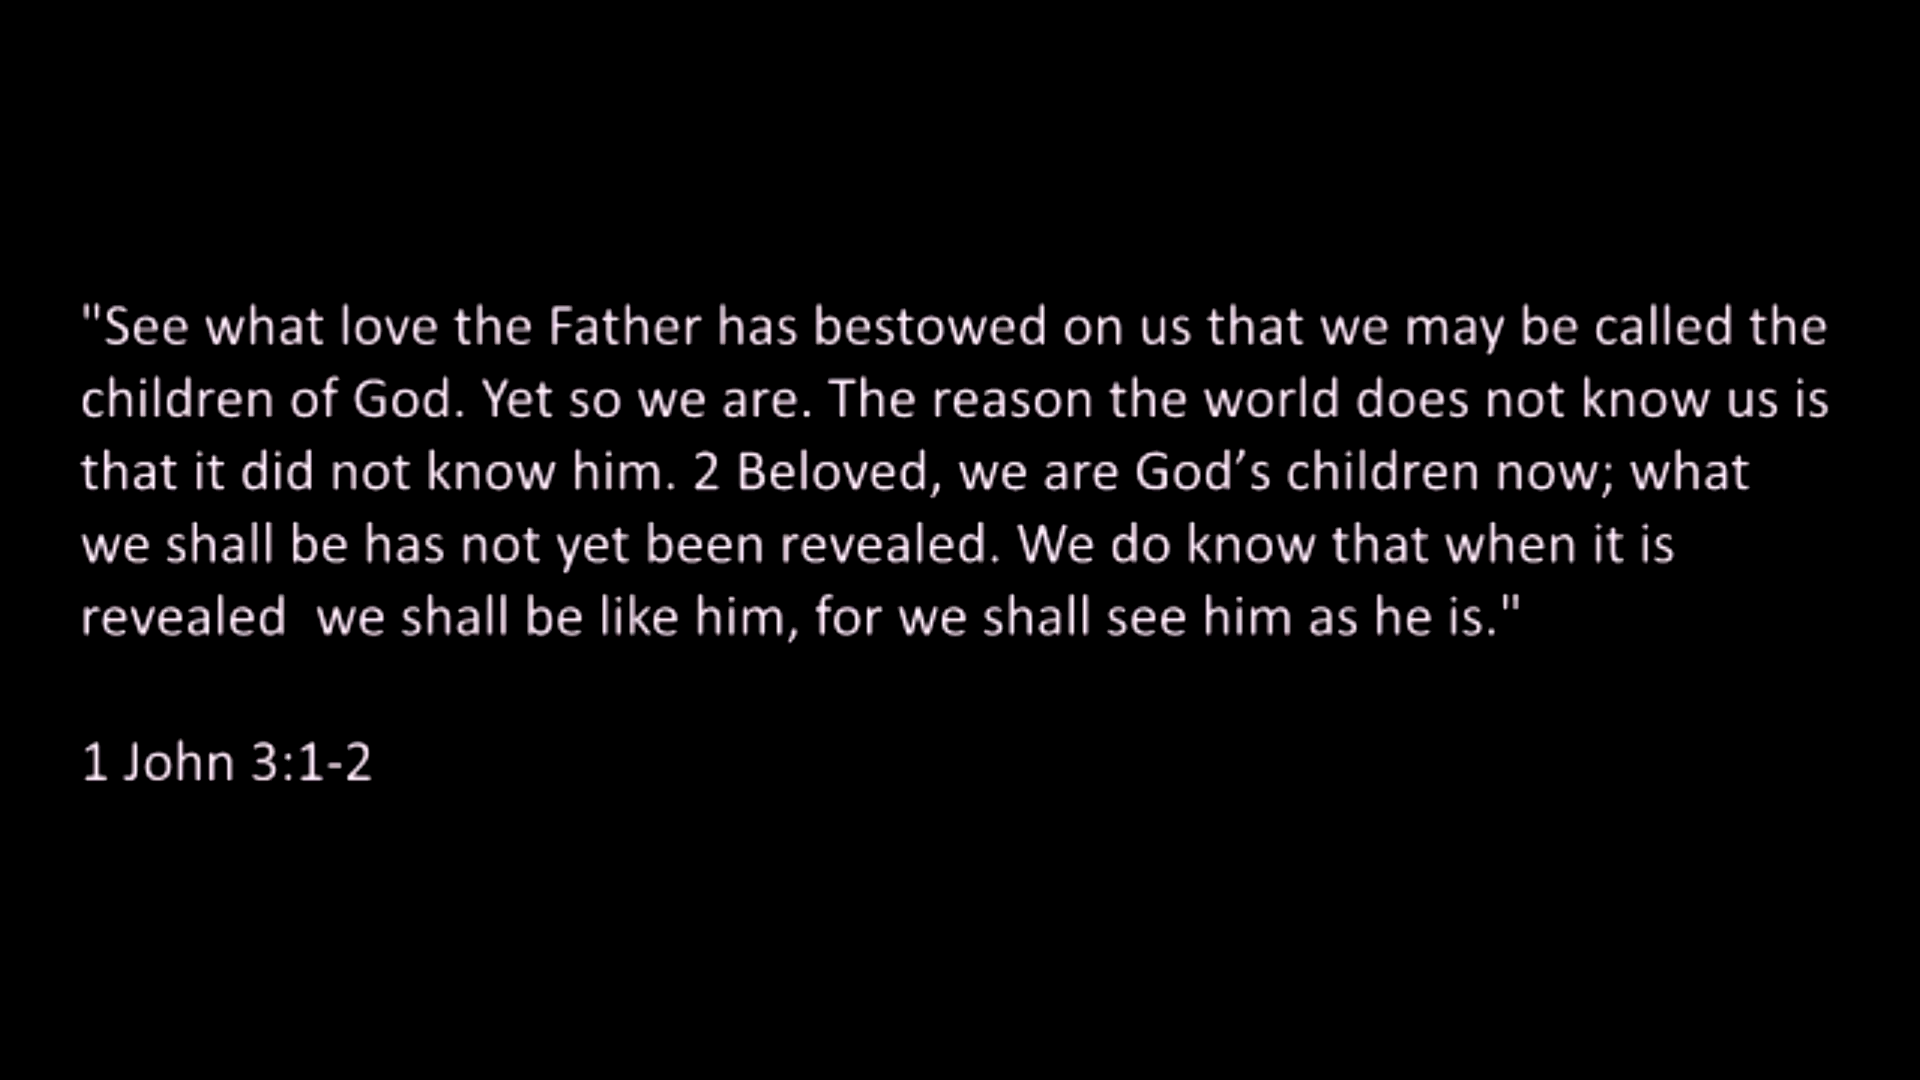 "See what love the Father has bestowed on us that we may be called the
children of God. Yet so we are. The reason the world does not know us is
that it did not know him. 2 Beloved, we are God’s children now; what
we shall be has not yet been revealed. We do know that when it is
revealed  we shall be like him, for we shall see him as he is."
1 John 3:1-2